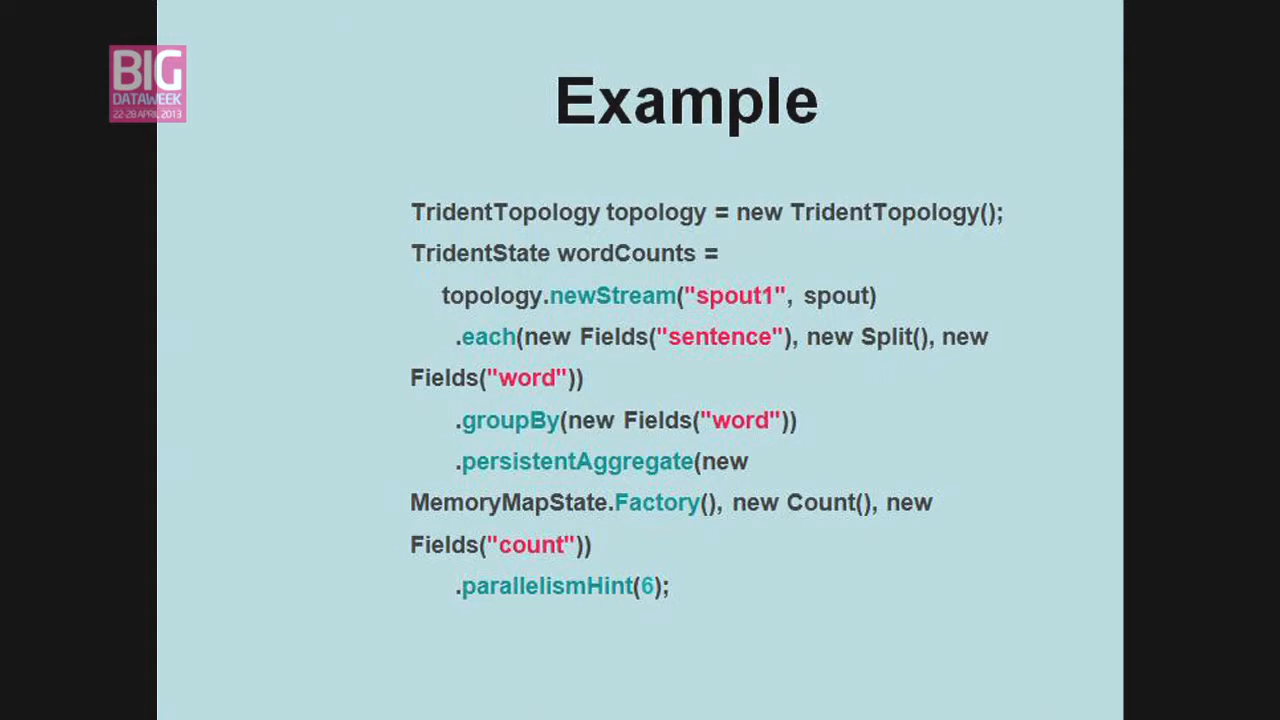 BIG
DATAWEEK
22-28 APRIL 2013
Example
TridentTopology topology = new TridentTopology();
TridentState wordCounts =
topology.newStream("spout1", spout)
.each(new Fields("sentence"), new Split(), new
Fields("word"))
.groupBy(new Fields("word"))
.persistentAggregate(new
MemoryMapState.Factory(), new Count(), new
Fields("count"))
.parallelismHint(6);